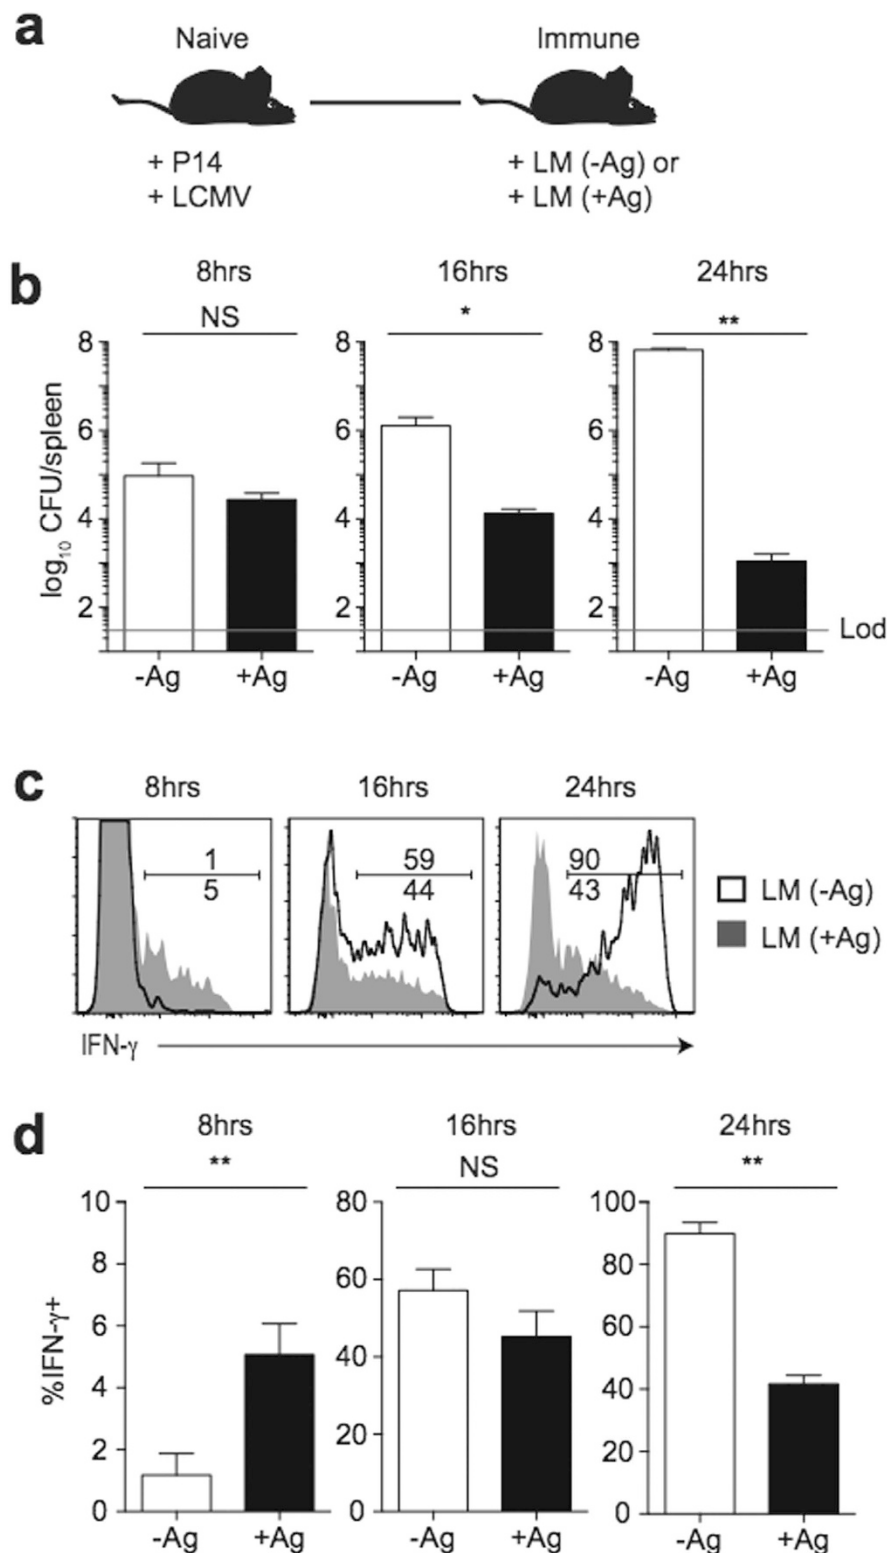 a
Naive
Immune
+ P14
+ LCMV
+ LM (-Ag) or
+ LM (+Ag)
b
8hrs
16hrs
24hrs
NS
*
**
log10 CFU/spleen
8
6
4
2
8
6
4
2
8
6
4
2
Lod
-Ag
+Ag
-Ag
+Ag
-Ag
+Ag
c
8hrs
16hrs
24hrs
1
5
59
44
90
43
LM (-Ag)
LM (+Ag)
IFN-γ
d
8hrs
16hrs
24hrs
**
NS
**
%IFN-γ+
10
8
6
4
2
0
80
60
40
20
0
100
80
60
40
20
0
-Ag
+Ag
-Ag
+Ag
-Ag
+Ag